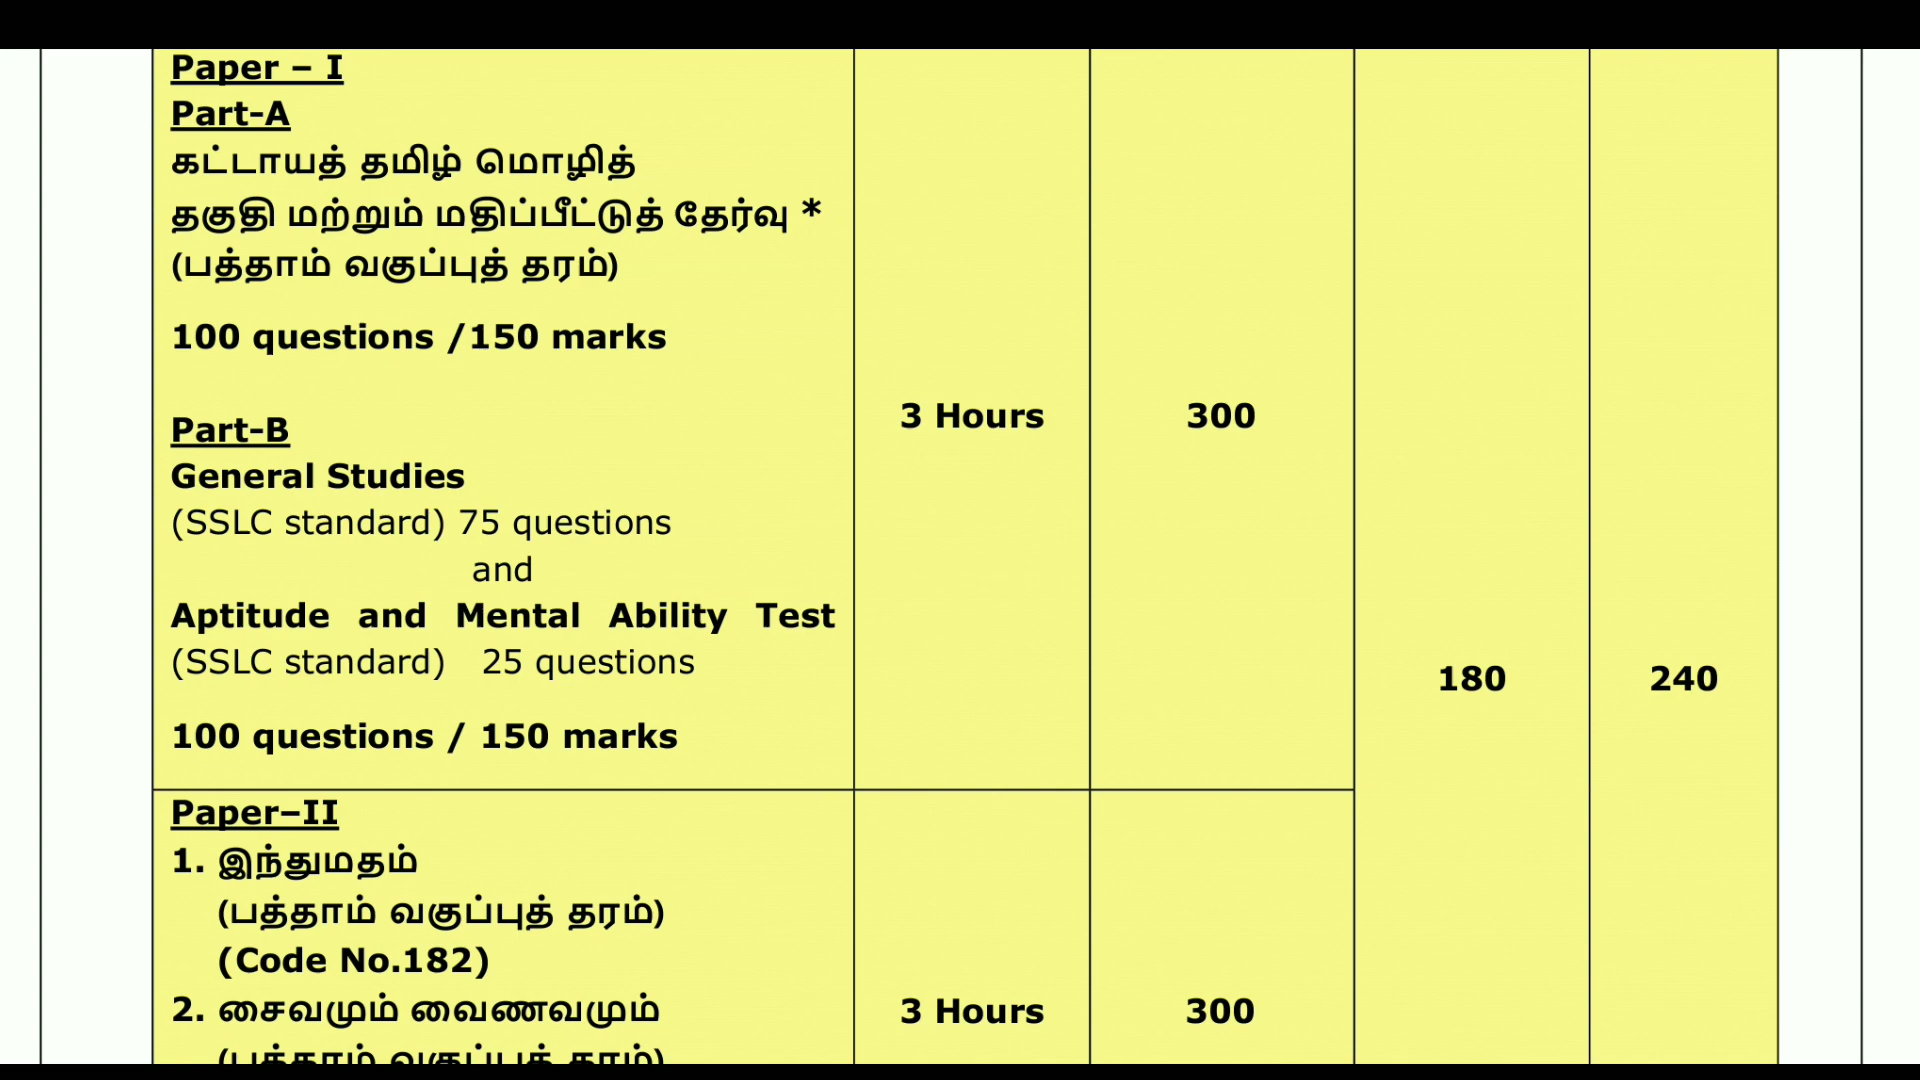 Paper – I
Part-A
கட்டாயத் தமிழ் மொழித்
தகுதி மற்றும் மதிப்பீட்டுத் தேர்வு *
(பத்தாம் வகுப்புத் தரம்)
100 questions /150 marks
Part-B
General Studies
(SSLC standard) 75 questions
and
Aptitude and Mental Ability Test
(SSLC standard) 25 questions
100 questions / 150 marks
3 Hours
300
180
240
Paper–II
1. இந்துமதம்
(பத்தாம் வகுப்புத் தரம்)
(Code No.182)
2. சைவமும் வைணவமும்
(பத்தாம் வகுப்புத் தரம்)
3 Hours
300